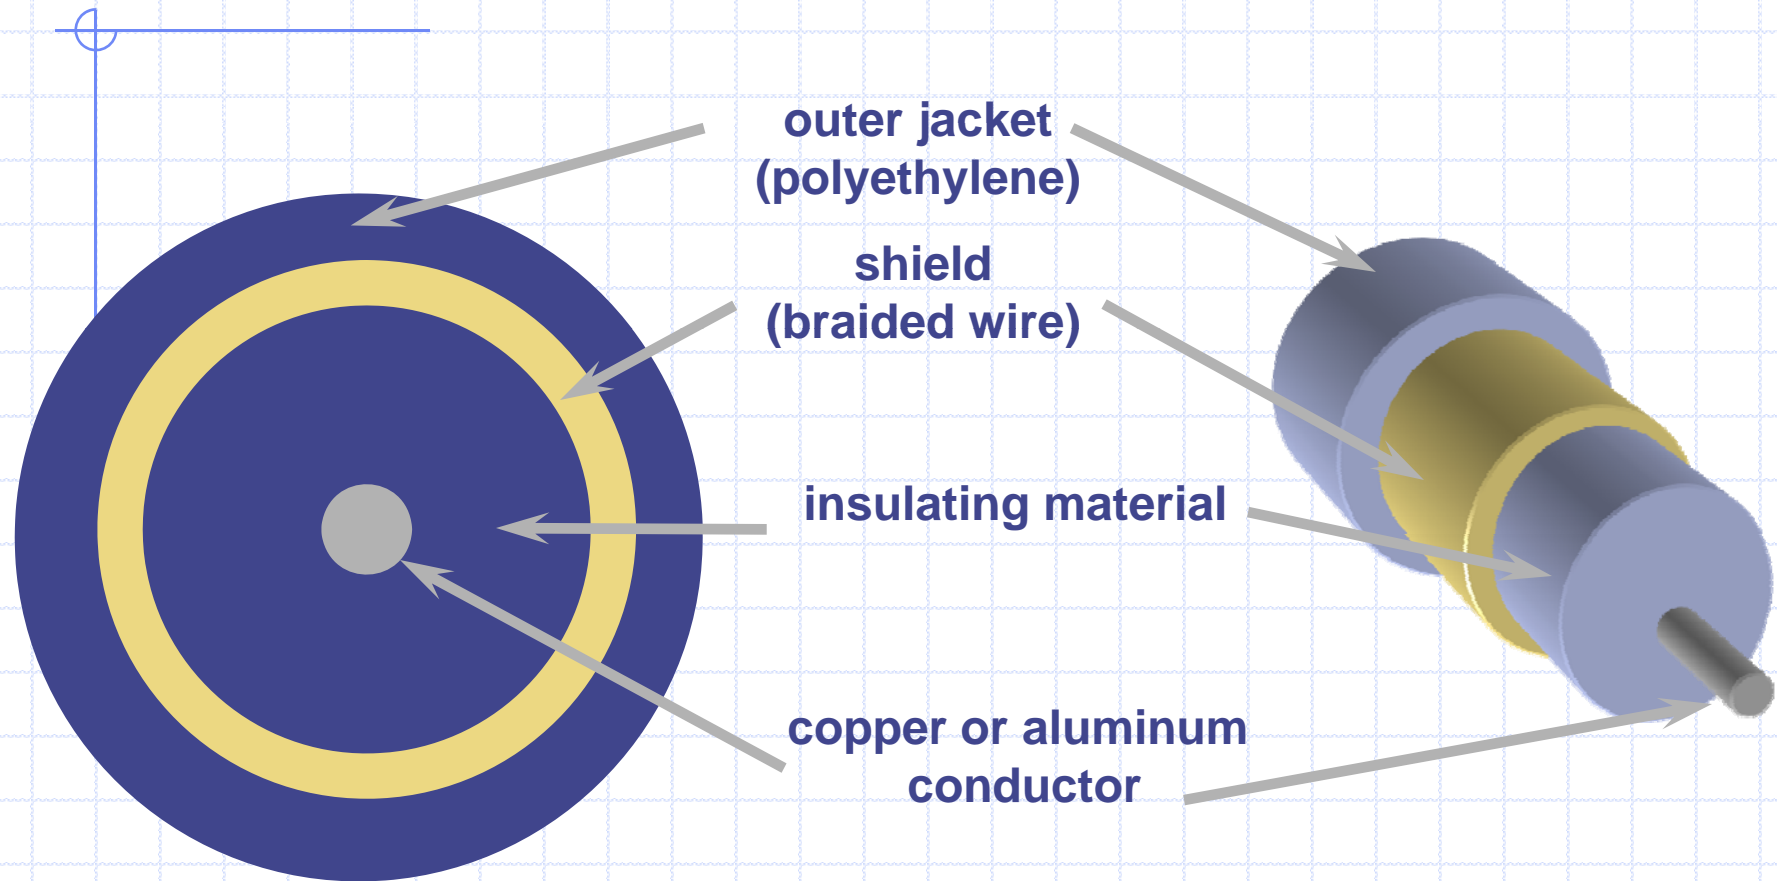 outer jacket
(polyethylene)
shield
(braided wire)
insulating material
copper or aluminum
conductor